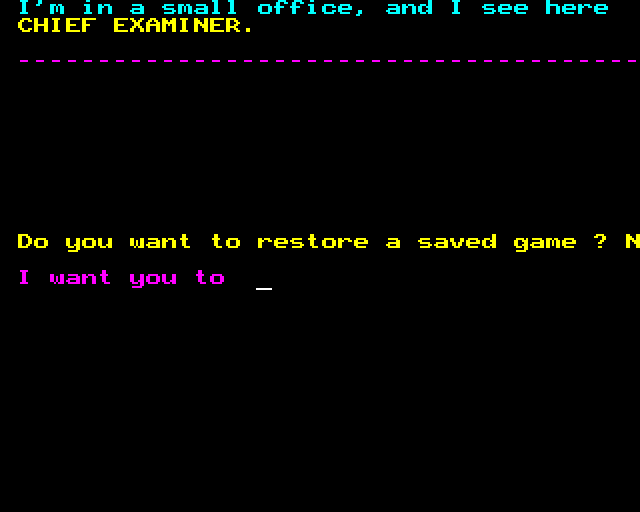 I'm in a small office, and I see here
CHIEF EXAMINER.
---------------------------------------
Do you want to restore a saved game ? N
I want you to _